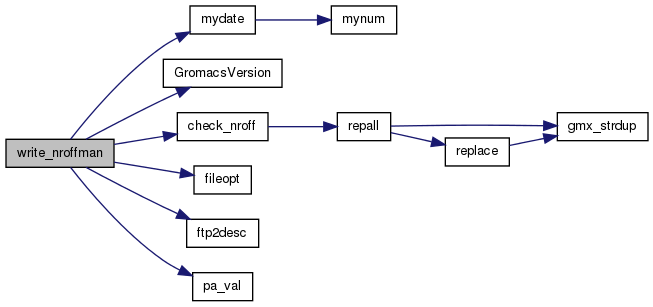 mydate
mynum
GromacsVersion
check_nroff
repall
gmx_strdup
replace
write_nroffman
fileopt
ftp2desc
pa_val